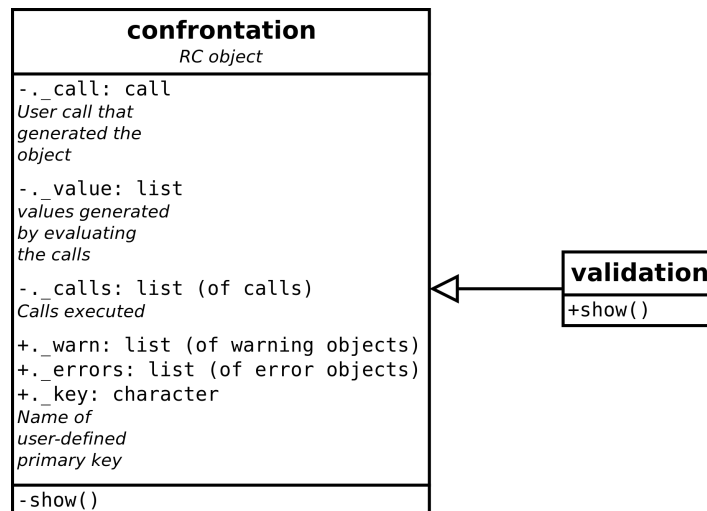 confrontation
RC object
-._call: call
User call that
generated the
object
-._value: list
values generated
by evaluating
the calls
-._calls: list (of calls)
Calls executed
+._warn: list (of warning objects)
+._errors: list (of error objects)
+._key: character
Name of
user-defined
primary key
-show()
validation
+show()